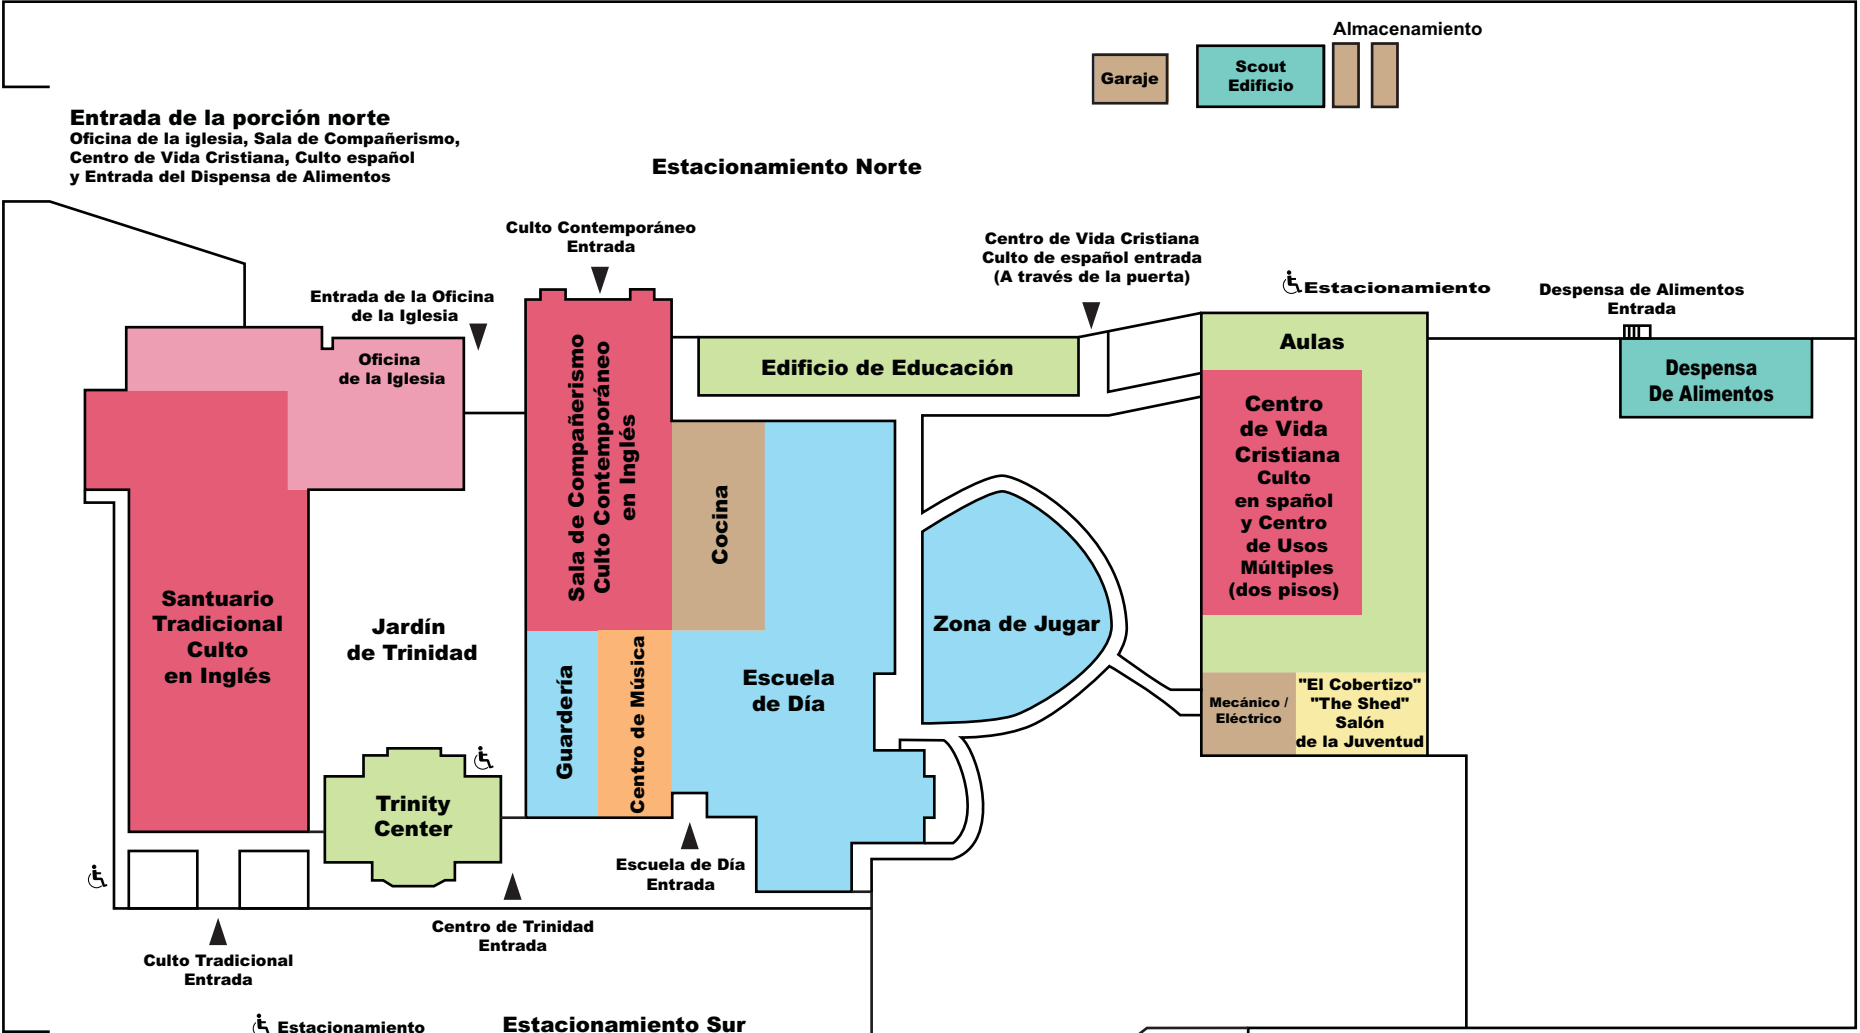 Almacenamiento
Garaje
Scout
Edificio
Entrada de la porción norte
Oficina de la iglesia, Sala de Compañerismo,
Centro de Vida Cristiana, Culto español
y Entrada del Dispensa de Alimentos
Estacionamiento Norte
Culto Contemporáneo
Entrada
Centro de Vida Cristiana
Culto de español entrada
(A través de la puerta)
Estacionamiento
Despensa de Alimentos
Entrada
Entrada de la Oficina
de la Iglesia
Oficina
de la Iglesia
Sala de Compañerismo
Culto Contemporáneo
en Inglés
Edificio de Educación
Aulas
Despensa
De Alimentos
Centro
de Vida
Cristiana
Culto
en spañol
y Centro
de Usos
Múltiples
(dos pisos)
Cocina
Santuario
Tradicional
Culto
en Inglés
Jardín
de Trinidad
Zona de Jugar
Guardería
Centro de Música
Escuela
de Día
Mecánico /
Eléctrico
"El Cobertizo"
"The Shed"
Salón
de la Juventud
Trinity
Center
Escuela de Día
Entrada
Centro de Trinidad
Entrada
Culto Tradicional
Entrada
Estacionamiento
Estacionamiento Sur